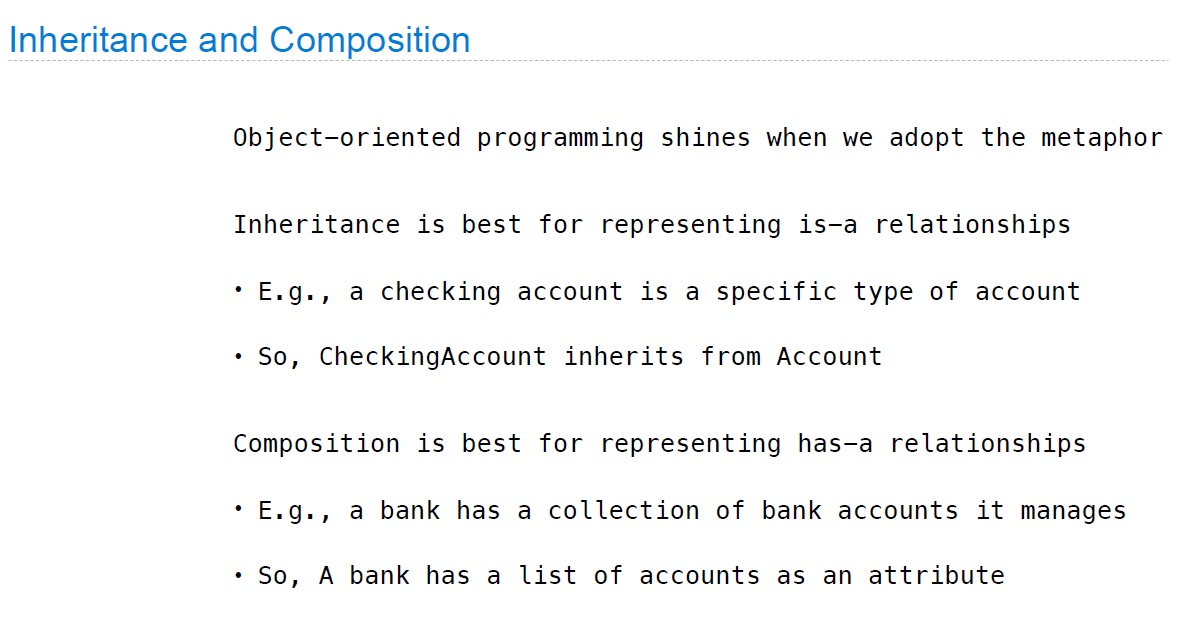 Inheritance and Composition
Object-oriented programming shines when we adopt the metaphor
Inheritance is best for representing is-a relationships
• E.g., a checking account is a specific type of account
• So, CheckingAccount inherits from Account
Composition is best for representing has-a relationships
• E.g., a bank has a collection of bank accounts it manages
• So, A bank has a list of accounts as an attribute